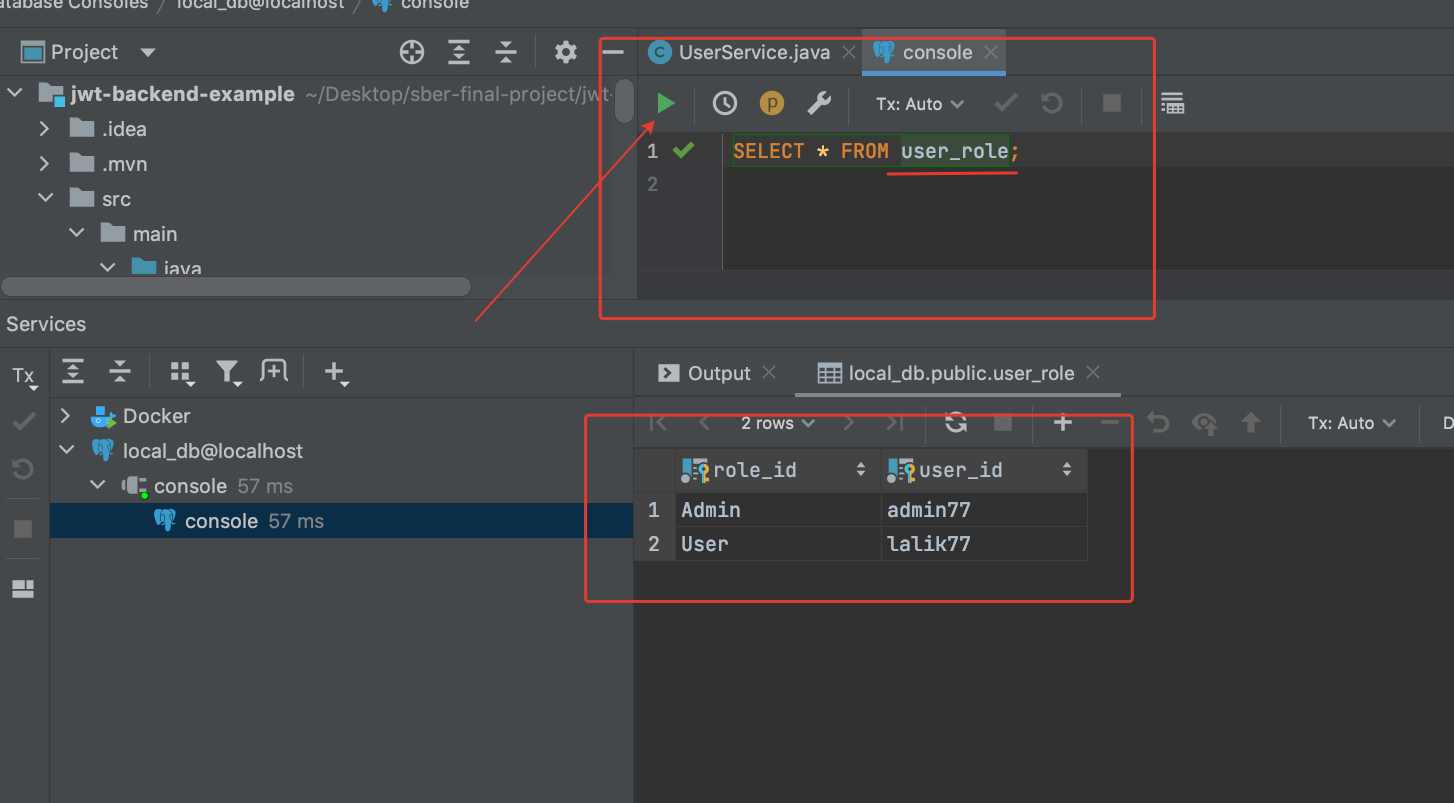 atabase Consoles / local_db@localhost / console
Project
UserService.java
console
jwt-backend-example ~/Desktop/sber-final-project/jwt-
.idea
.mvn
src
main
java
Tx: Auto
1 SELECT * FROM user_role;
2
Services
Tx
Docker
local_db@localhost
console 57 ms
console 57 ms
Output
local_db.public.user_role
2 rows
Tx: Auto
D
role_id user_id
1 Admin admin77
2 User lalik77